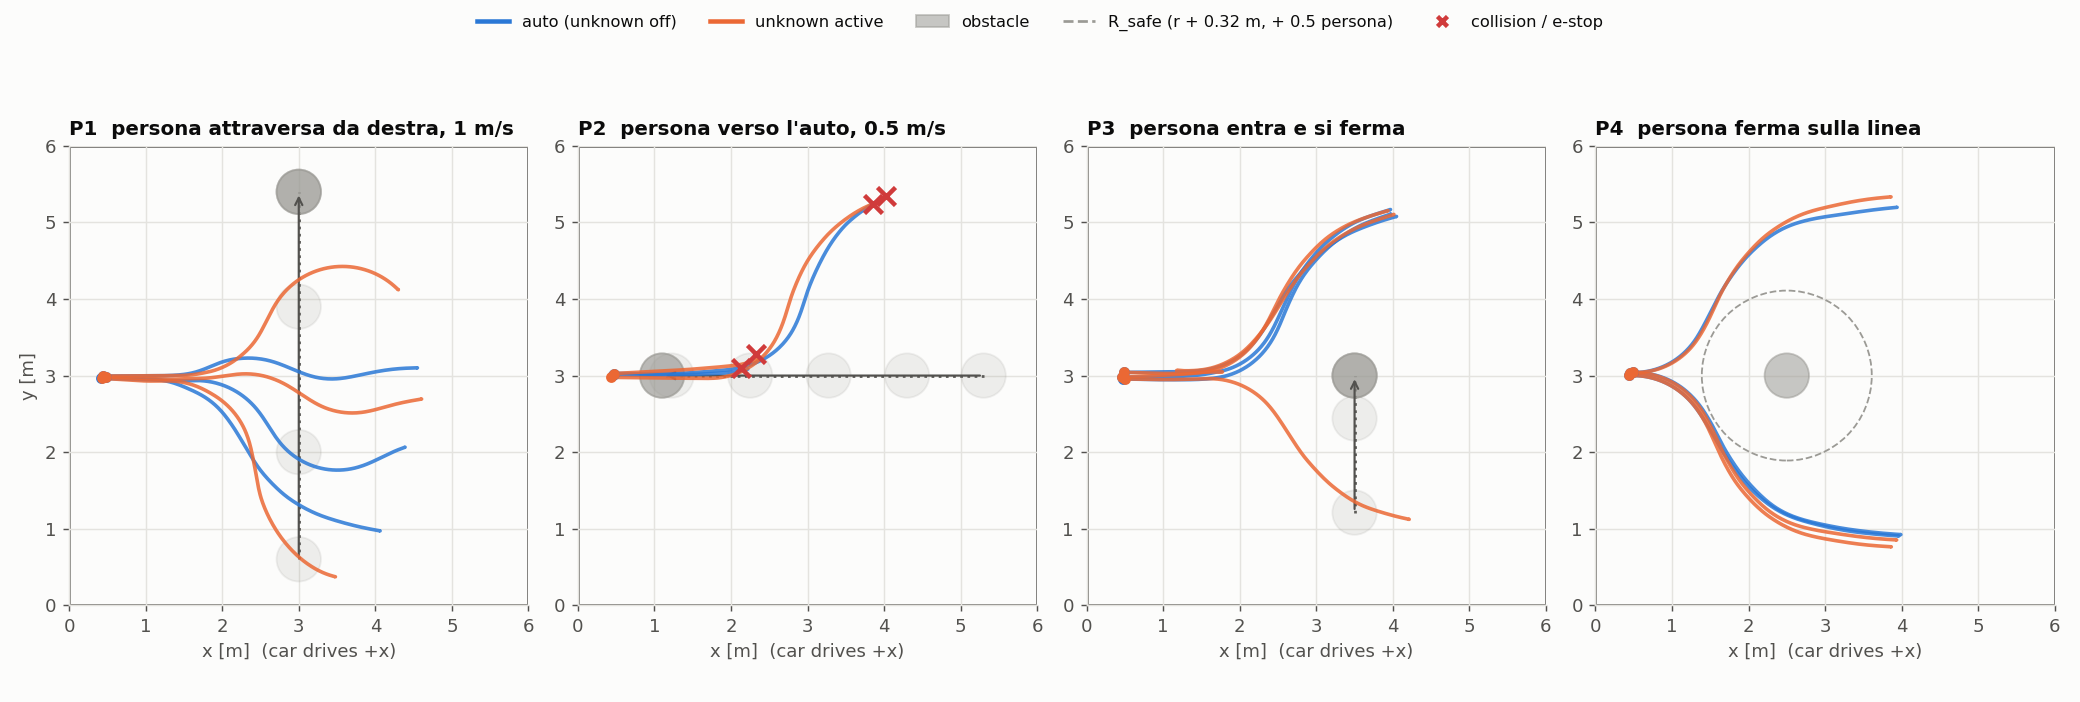 auto (unknown off) unknown active obstacle R_safe (r + 0.32 m, + 0.5 persona) collision / e-stop
P1 persona attraversa da destra, 1 m/s
y [m]
6
5
4
3
2
1
0
0 1 2 3 4 5 6
x [m] (car drives +x)
P2 persona verso l'auto, 0.5 m/s
6
5
4
3
2
1
0
0 1 2 3 4 5 6
x [m] (car drives +x)
P3 persona entra e si ferma
6
5
4
3
2
1
0
0 1 2 3 4 5 6
x [m] (car drives +x)
P4 persona ferma sulla linea
6
5
4
3
2
1
0
0 1 2 3 4 5 6
x [m] (car drives +x)